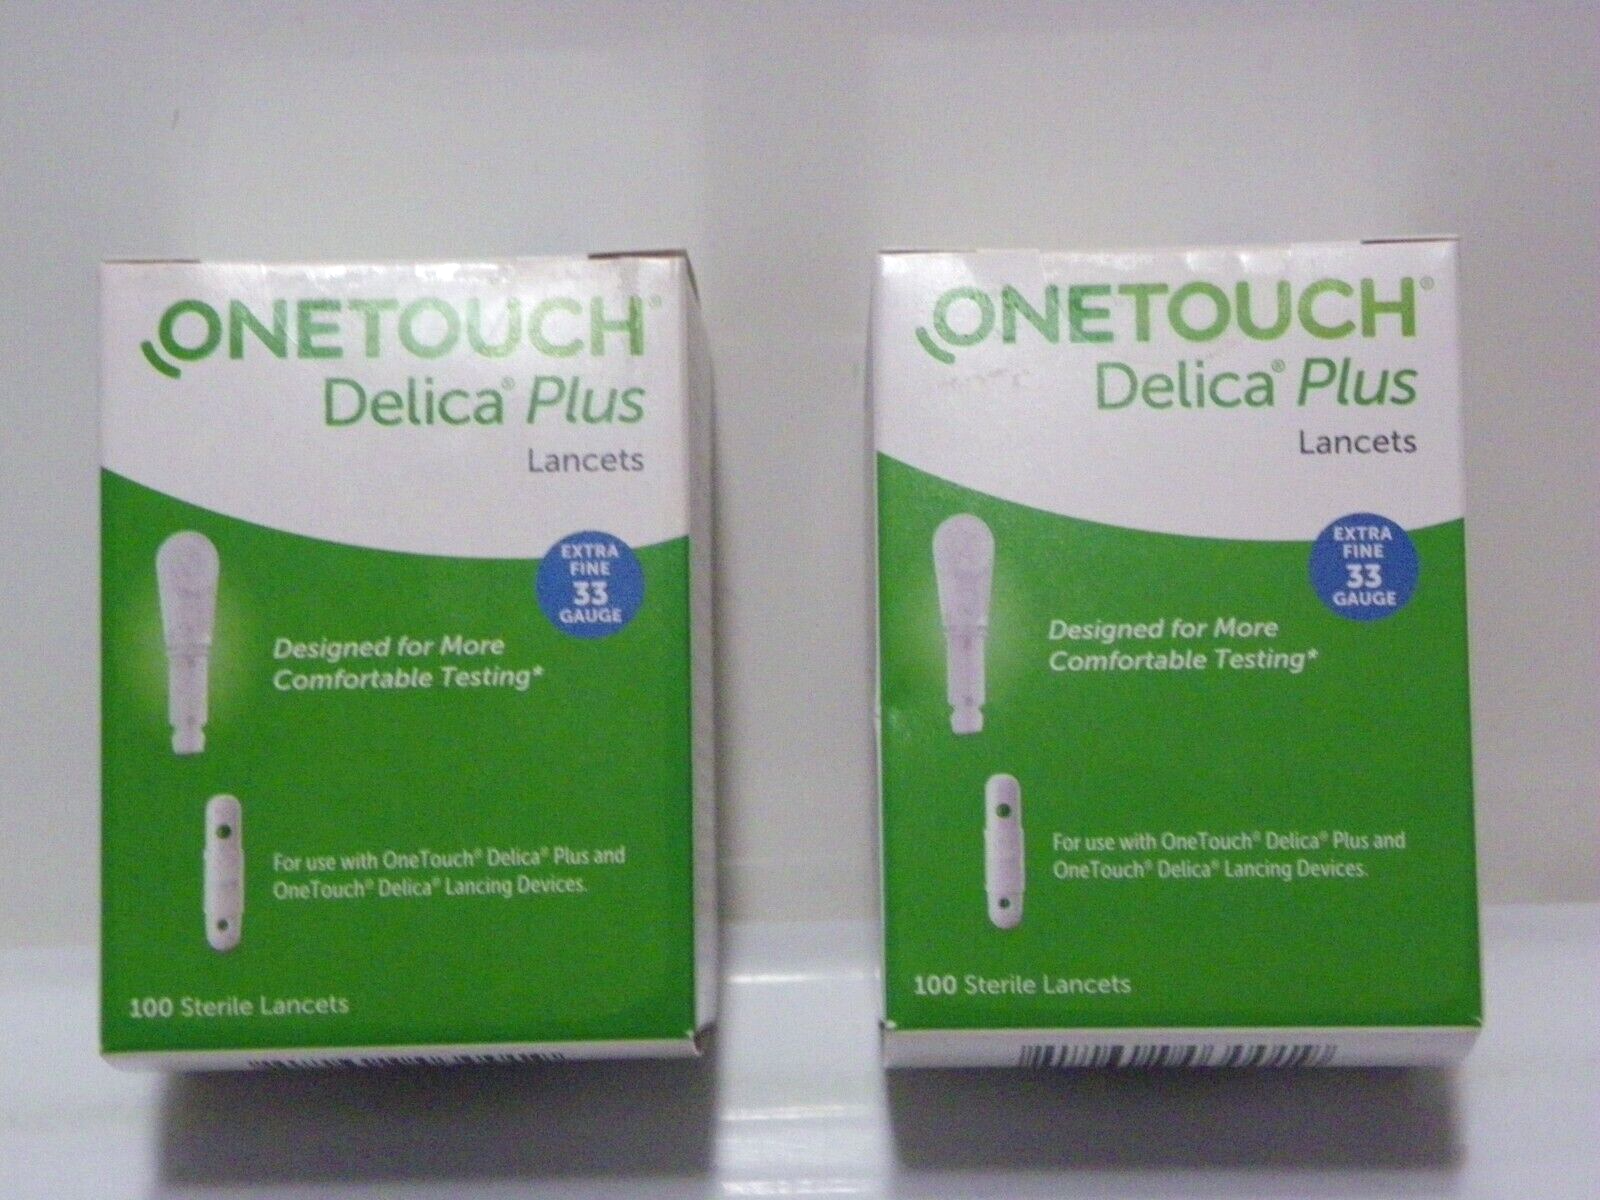 ONETOUCH®
Delica® Plus
Lancets
EXTRA
FINE
33
GAUGE
Designed for More
Comfortable Testing*
For use with OneTouch® Delica® Plus and
OneTouch® Delica® Lancing Devices.
100 Sterile Lancets
ONETOUCH®
Delica® Plus
Lancets
EXTRA
FINE
33
GAUGE
Designed for More
Comfortable Testing*
For use with OneTouch® Delica® Plus and
OneTouch® Delica® Lancing Devices.
100 Sterile Lancets